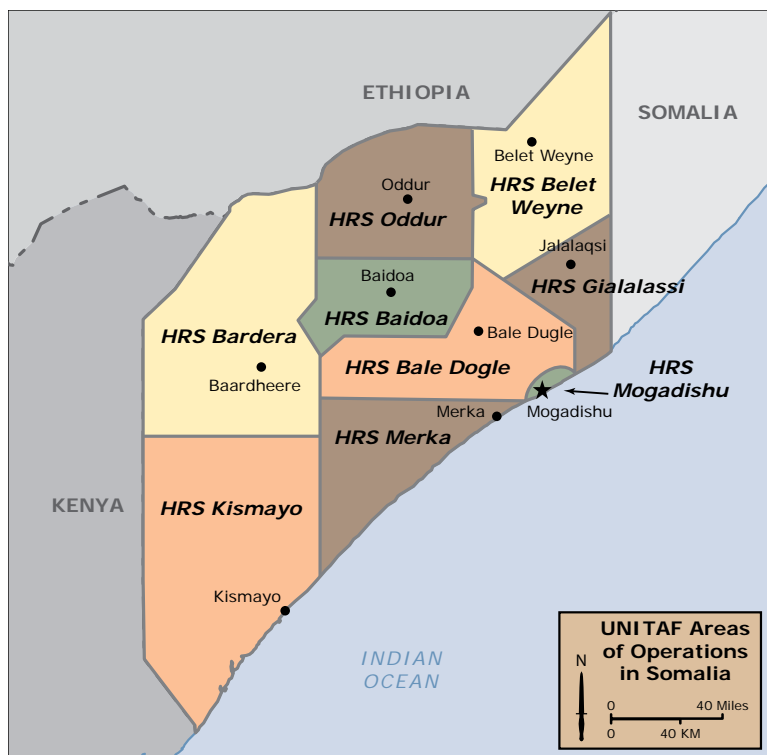 ETHIOPIA
SOMALIA
Belet Weyne
HRS Belet
Weyne
Oddur
HRS Oddur
Jalalaqsi
HRS Gialalassi
Baidoa
HRS Baidoa
HRS Bardera
Baardheere
Bale Dugle
HRS Bale Dogle
HRS
Mogadishu
Merka
Mogadishu
HRS Merka
KENYA
HRS Kismayo
Kismayo
INDIAN
OCEAN
UNITAF Areas
of Operations
in Somalia
N
0 40 Miles
0 40 KM